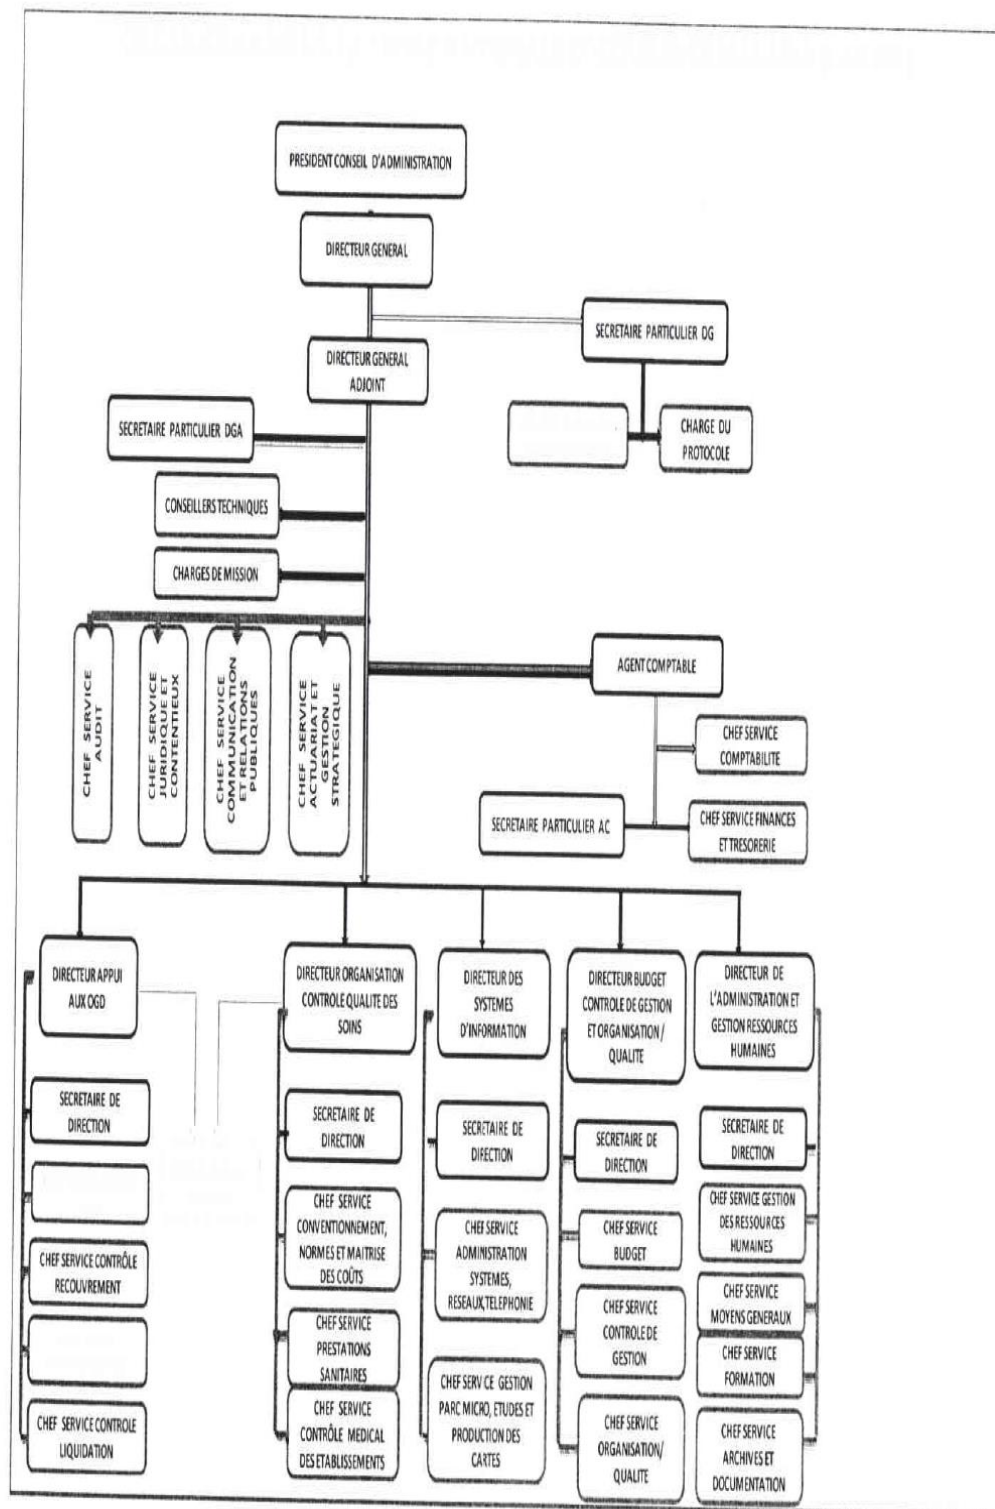 PRESIDENT CONSEIL D'ADMINISTRATION
DIRECTEUR GENERAL
SECRETAIRE PARTICULIER DG
DIRECTEUR GENERAL
ADJOINT
CHARGE DU
PROTOCOLE
SECRETAIRE PARTICULIER DGA
CONSEILLERS TECHNIQUES
CHARGES DE MISSION
CHEF SERVICE
AUDIT
CHEF SERVICE
JURIDIQUE ET
CONTENTIEUX
CHEF SERVICE
COMMUNICATION
ET RELATIONS
PUBLIQUES
CHEF SERVICE
ACTUARIAT ET
GESTION
STRATEGIQUE
AGENT COMPTABLE
CHEF SERVICE
COMPTABILITE
SECRETAIRE PARTICULIER AC
CHEF SERVICE FINANCES
ET TRESORERIE
DIRECTEUR APPUI
AUX OGD
SECRETAIRE DE
DIRECTION
CHEF SERVICE CONTRÔLE
RECOUVREMENT
CHEF SERVICE CONTROLE
LIQUIDATION
DIRECTEUR ORGANISATION
CONTROLE QUALITE DES
SOINS
SECRETAIRE DE
DIRECTION
CHEF SERVICE
CONVENTIONNEMENT,
NORMES ET MAITRISE
DES COÛTS
CHEF SERVICE
PRESTATIONS
SANITAIRES
CHEF SERVICE
CONTRÔLE MEDICAL
DES ETABLISSEMENTS
DIRECTEUR DES
SYSTEMES
D'INFORMATION
SECRETAIRE DE
DIRECTION
CHEF SERVICE
ADMINISTRATION
SYSTEMES,
RESEAUX,TELEPHONIE
CHEF SERVICE GESTION
PARC MICRO, ETUDES ET
PRODUCTION DES
CARTES
DIRECTEUR BUDGET
CONTROLE DE GESTION
ET ORGANISATION/
QUALITE
SECRETAIRE DE
DIRECTION
CHEF SERVICE
BUDGET
CHEF SERVICE
CONTROLE DE
GESTION
CHEF SERVICE
ORGANISATION/
QUALITE
DIRECTEUR DE
L'ADMINISTRATION ET
GESTION RESSOURCES
HUMAINES
SECRETAIRE DE
DIRECTION
CHEF SERVICE GESTION
DES RESSOURCES
HUMAINES
CHEF SERVICE
MOYENS GENERAUX
CHEF SERVICE
FORMATION
CHEF SERVICE
ARCHIVES ET
DOCUMENTATION